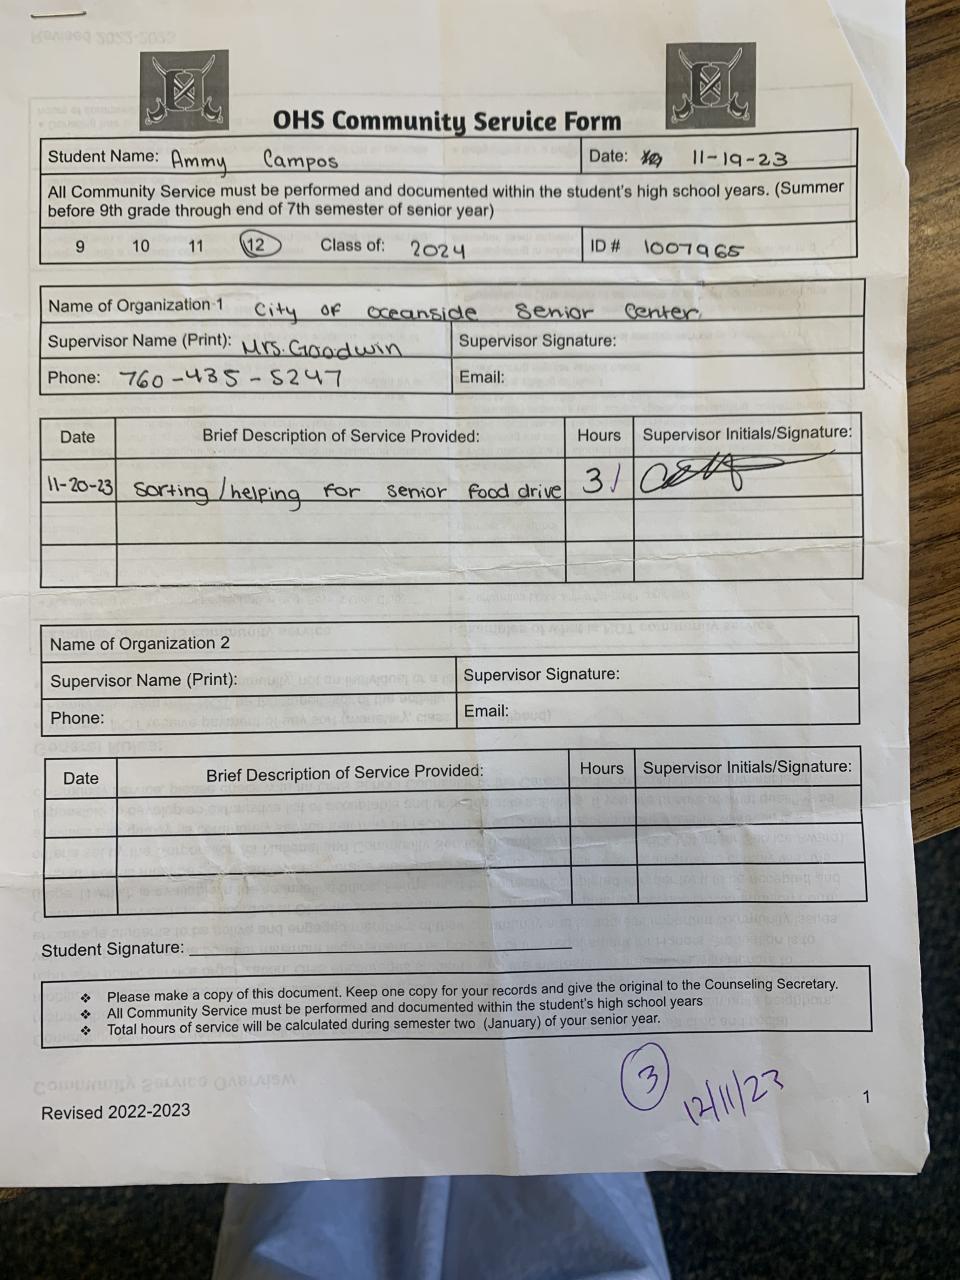 OHS Community Service Form
Student Name: Ammy Campos Date: 11-19-23
All Community Service must be performed and documented within the student's high school years. (Summer
before 9th grade through end of 7th semester of senior year)
9 10 11 12 Class of: 2024 ID # 1007965
Name of Organization 1 City of oceanside Senior Center
Supervisor Name (Print): Mrs. Goodwin Supervisor Signature:
Phone: 760-435-5247 Email:
Date Brief Description of Service Provided: Hours Supervisor Initials/Signature:
11-20-23 Sorting/helping for senior food drive 3
Name of Organization 2
Supervisor Name (Print): Supervisor Signature:
Phone: Email:
Date Brief Description of Service Provided: Hours Supervisor Initials/Signature:
Student Signature:
❖ Please make a copy of this document. Keep one copy for your records and give the original to the Counseling Secretary.
❖ All Community Service must be performed and documented within the student's high school years
❖ Total hours of service will be calculated during semester two (January) of your senior year.
3 12/11/23
Revised 2022-2023 1